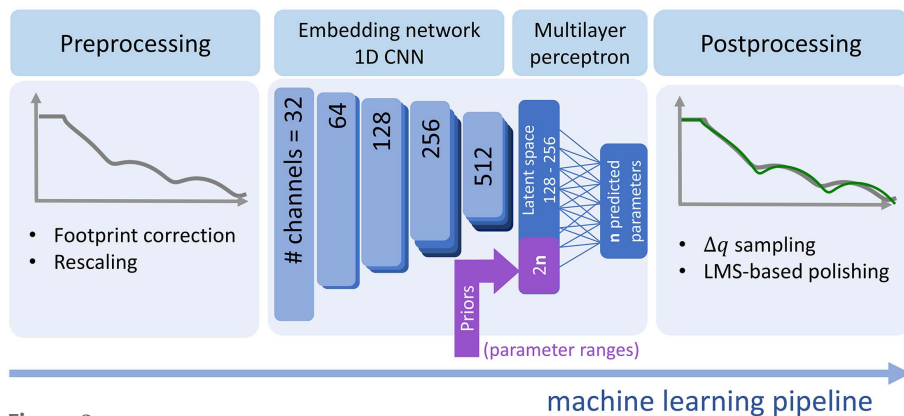 Preprocessing
Embedding network
1D CNN
Multilayer
perceptron
Postprocessing
# channels = 32
64
128
256
512
Latent space
128 - 256
2n
n predicted
parameters
Priors
(parameter ranges)
• Footprint correction
• Rescaling
• Δq sampling
• LMS-based polishing
machine learning pipeline